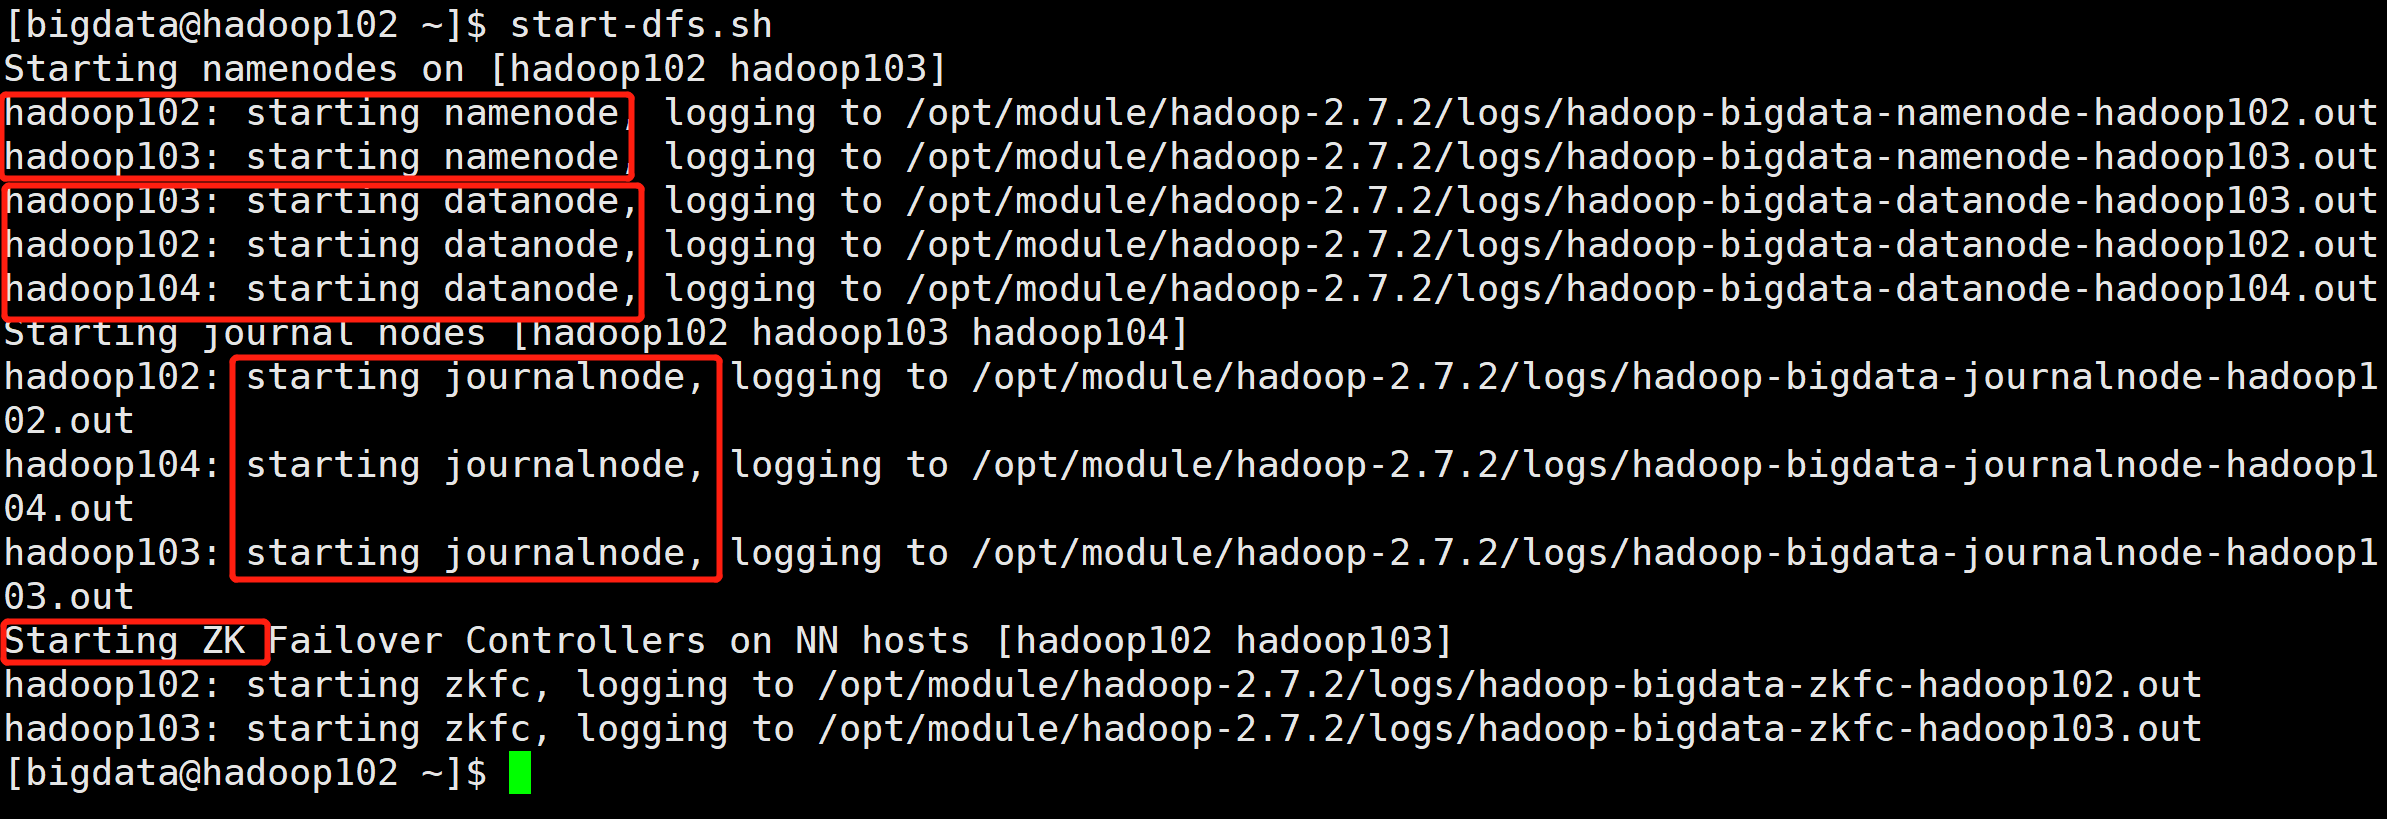 [bigdata@hadoop102 ~]$ start-dfs.sh
Starting namenodes on [hadoop102 hadoop103]
hadoop102: starting namenode, logging to /opt/module/hadoop-2.7.2/logs/hadoop-bigdata-namenode-hadoop102.out
hadoop103: starting namenode, logging to /opt/module/hadoop-2.7.2/logs/hadoop-bigdata-namenode-hadoop103.out
hadoop103: starting datanode, logging to /opt/module/hadoop-2.7.2/logs/hadoop-bigdata-datanode-hadoop103.out
hadoop102: starting datanode, logging to /opt/module/hadoop-2.7.2/logs/hadoop-bigdata-datanode-hadoop102.out
hadoop104: starting datanode, logging to /opt/module/hadoop-2.7.2/logs/hadoop-bigdata-datanode-hadoop104.out
Starting journal nodes [hadoop102 hadoop103 hadoop104]
hadoop102: starting journalnode, logging to /opt/module/hadoop-2.7.2/logs/hadoop-bigdata-journalnode-hadoop1
02.out
hadoop104: starting journalnode, logging to /opt/module/hadoop-2.7.2/logs/hadoop-bigdata-journalnode-hadoop1
04.out
hadoop103: starting journalnode, logging to /opt/module/hadoop-2.7.2/logs/hadoop-bigdata-journalnode-hadoop1
03.out
Starting ZK Failover Controllers on NN hosts [hadoop102 hadoop103]
hadoop102: starting zkfc, logging to /opt/module/hadoop-2.7.2/logs/hadoop-bigdata-zkfc-hadoop102.out
hadoop103: starting zkfc, logging to /opt/module/hadoop-2.7.2/logs/hadoop-bigdata-zkfc-hadoop103.out
[bigdata@hadoop102 ~]$